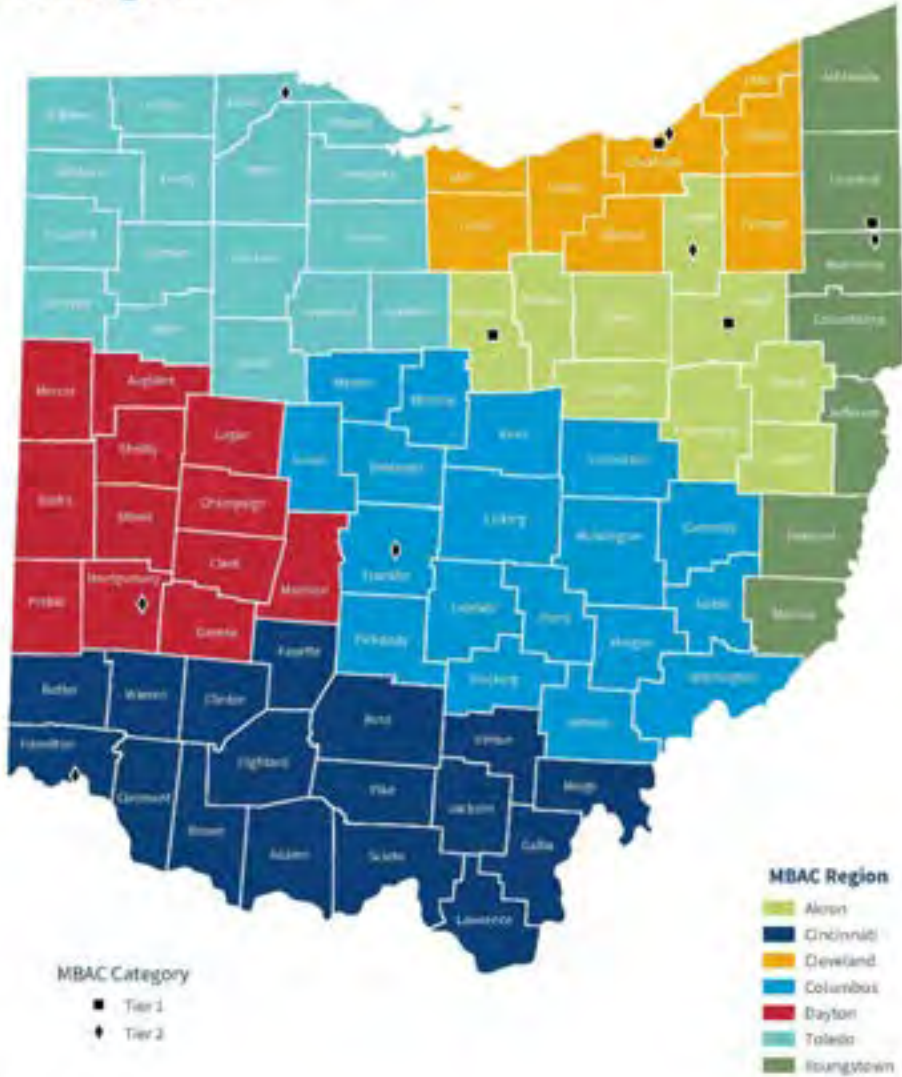 Ashtabula
Lake
Geauga
Cuyahoga
Trumbull
Williams
Fulton
Lucas
Ottawa
Wood
Henry
Defiance
Sandusky
Erie
Lorain
Huron
Medina
Summit
Portage
Mahoning
Paulding
Putnam
Hancock
Seneca
Columbiana
Van Wert
Allen
Wyandot
Crawford
Richland
Ashland
Wayne
Stark
Carroll
Hardin
Holmes
Tuscarawas
Jefferson
Mercer
Auglaize
Marion
Morrow
Knox
Harrison
Shelby
Logan
Union
Delaware
Coshocton
Darke
Champaign
Licking
Muskingum
Guernsey
Belmont
Miami
Clark
Franklin
Noble
Monroe
Preble
Montgomery
Madison
Fairfield
Perry
Morgan
Greene
Fayette
Pickaway
Hocking
Washington
Butler
Warren
Clinton
Ross
Athens
Vinton
Hamilton
Highland
Meigs
Clermont
Pike
Jackson
Brown
Adams
Scioto
Gallia
Lawrence
MBAC Category
Tier 1
Tier 2
MBAC Region
Akron
Cincinnati
Cleveland
Columbus
Dayton
Toledo
Youngstown